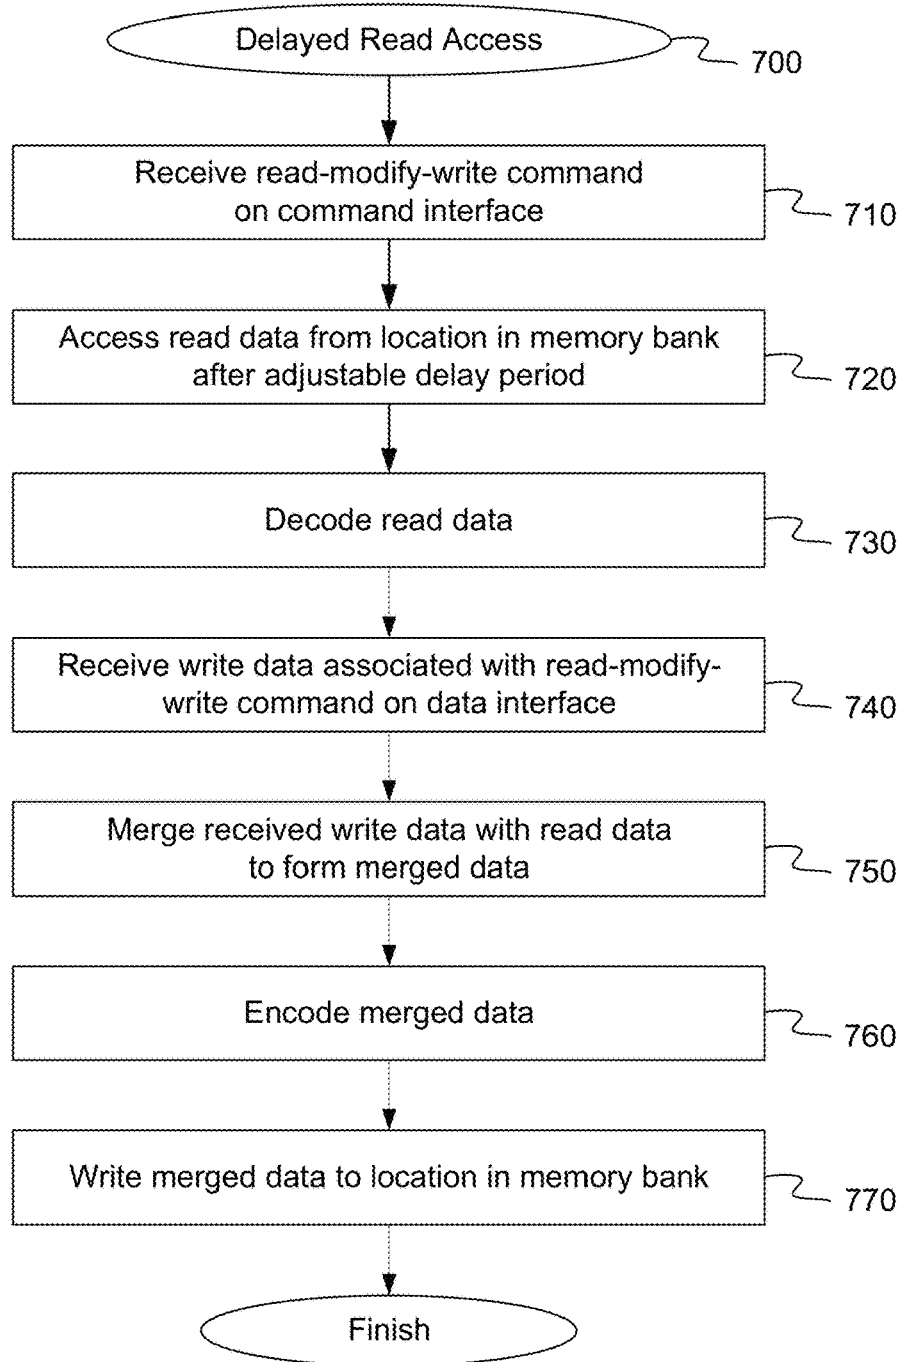 Delayed Read Access
700
Receive read-modify-write command
on command interface
710
Access read data from location in memory bank
after adjustable delay period
720
Decode read data
730
Receive write data associated with read-modify-
write command on data interface
740
Merge received write data with read data
to form merged data
750
Encode merged data
760
Write merged data to location in memory bank
770
Finish